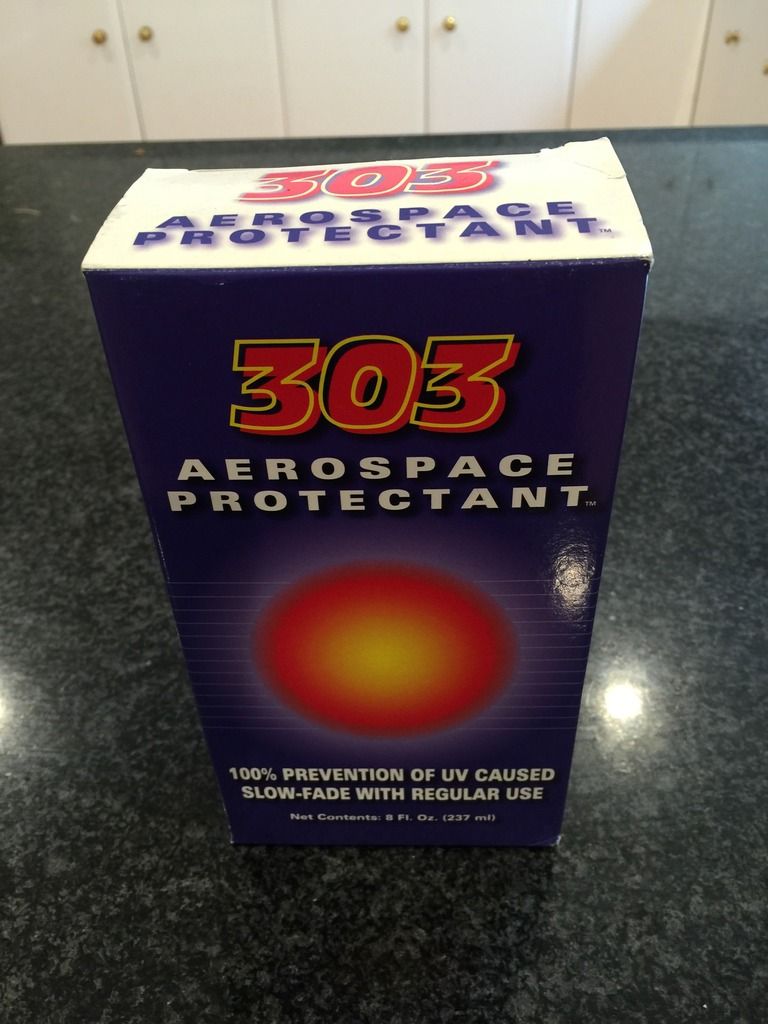 303
AEROSPACE
PROTECTANT™
303
AEROSPACE
PROTECTANT™
100% PREVENTION OF UV CAUSED
SLOW-FADE WITH REGULAR USE
Net Contents: 8 Fl. Oz. (237 ml)